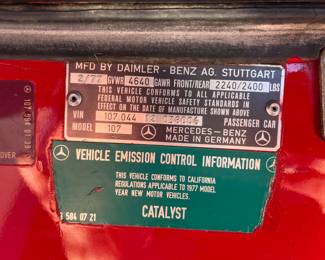 MFD BY DAIMLER - BENZ AG. STUTTGART
2/77 GVWR 4640 GAWR FRONT/REAR 2240/2400 LBS
THIS VEHICLE CONFORMS TO ALL APPLICABLE
FEDERAL MOTOR VEHICLE SAFETY STANDARDS IN
EFFECT ON THE DATE OF MANUFACTURE SHOWN ABOVE
VIN 107.044 PASSENGER CAR
MODEL 107 MERCEDES-BENZ
MADE IN GERMANY
OVER
VEHICLE EMISSION CONTROL INFORMATION
THIS VEHICLE CONFORMS TO CALIFORNIA
REGULATIONS APPLICABLE TO 1977 MODEL
YEAR NEW MOTOR VEHICLES.
CATALYST
584 07 21